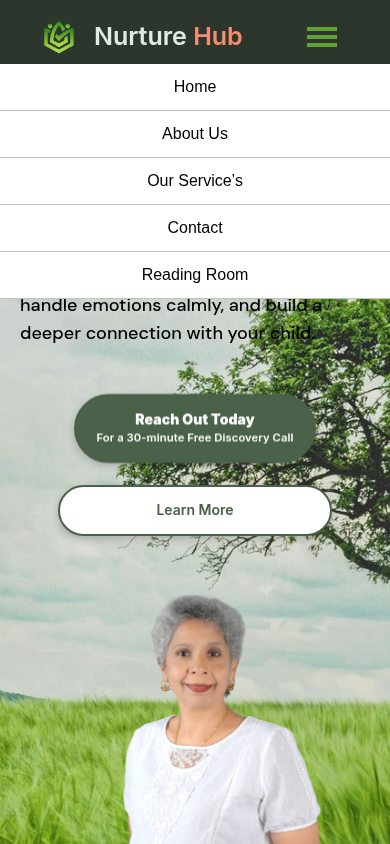 Nurture Hub
Home
About Us
Our Service's
Contact
Reading Room
handle emotions calmly, and build a
deeper connection with your child.
Reach Out Today
For a 30-minute Free Discovery Call
Learn More